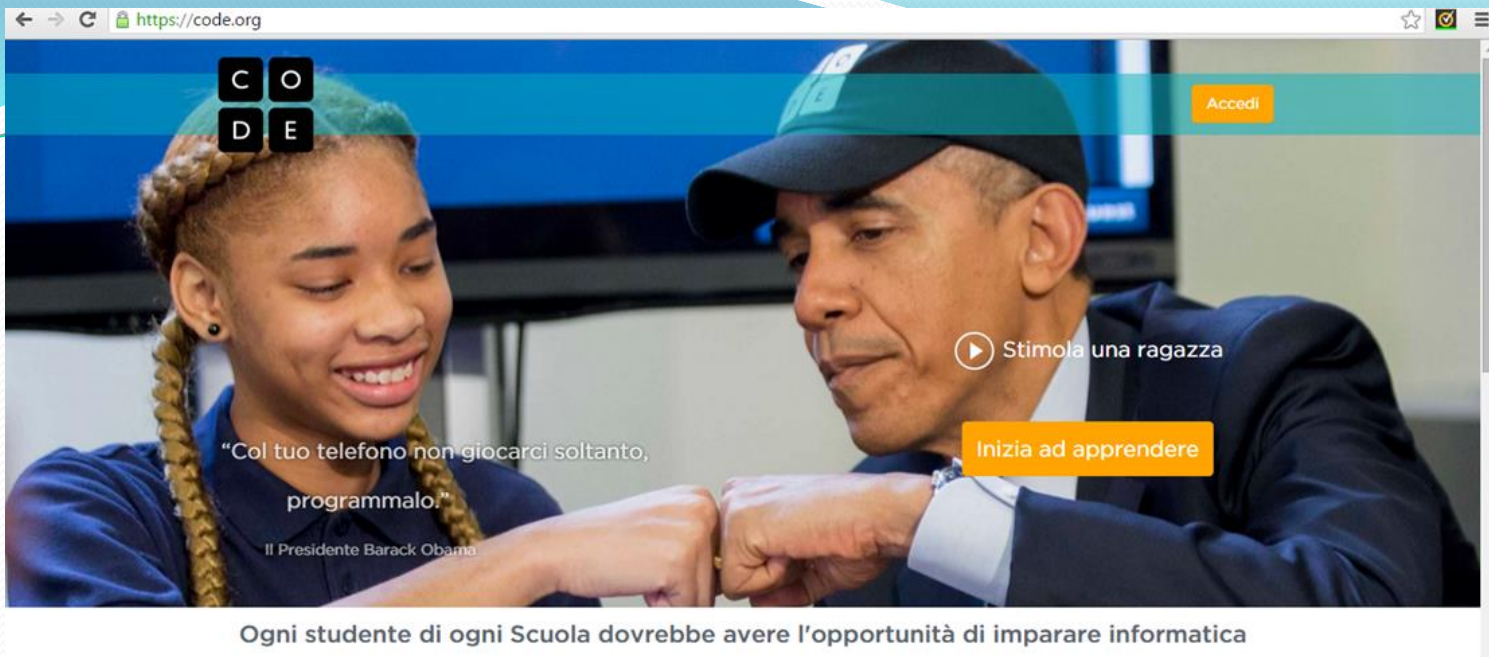 https://code.org
C O
D E
O
D E
Accedi
Stimola una ragazza
"Col tuo telefono non giocarci soltanto,
programmalo."
Inizia ad apprendere
Il Presidente Barack Obama
Ogni studente di ogni Scuola dovrebbe avere l'opportunità di imparare informatica